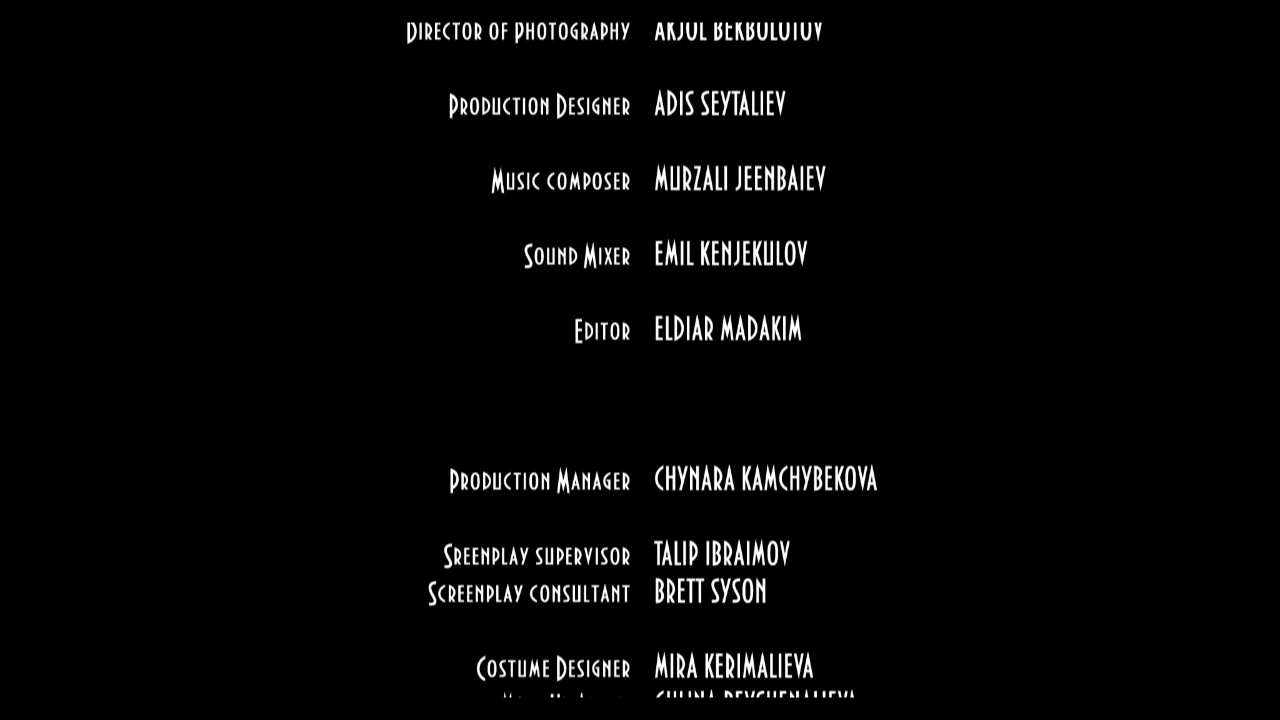 Director of Photography AKJOL BEKBOLOTOV
Production Designer ADIS SEYTALIEV
Music composer MURZALI JEENBAIEV
Sound Mixer EMIL KENJEKULOV
Editor ELDIAR MADAKIM
Production Manager CHYNARA KAMCHYBEKOVA
Sreenplay supervisor TALIP IBRAIMOV
Screenplay consultant BRETT SYSON
Costume Designer MIRA KERIMALIEVA